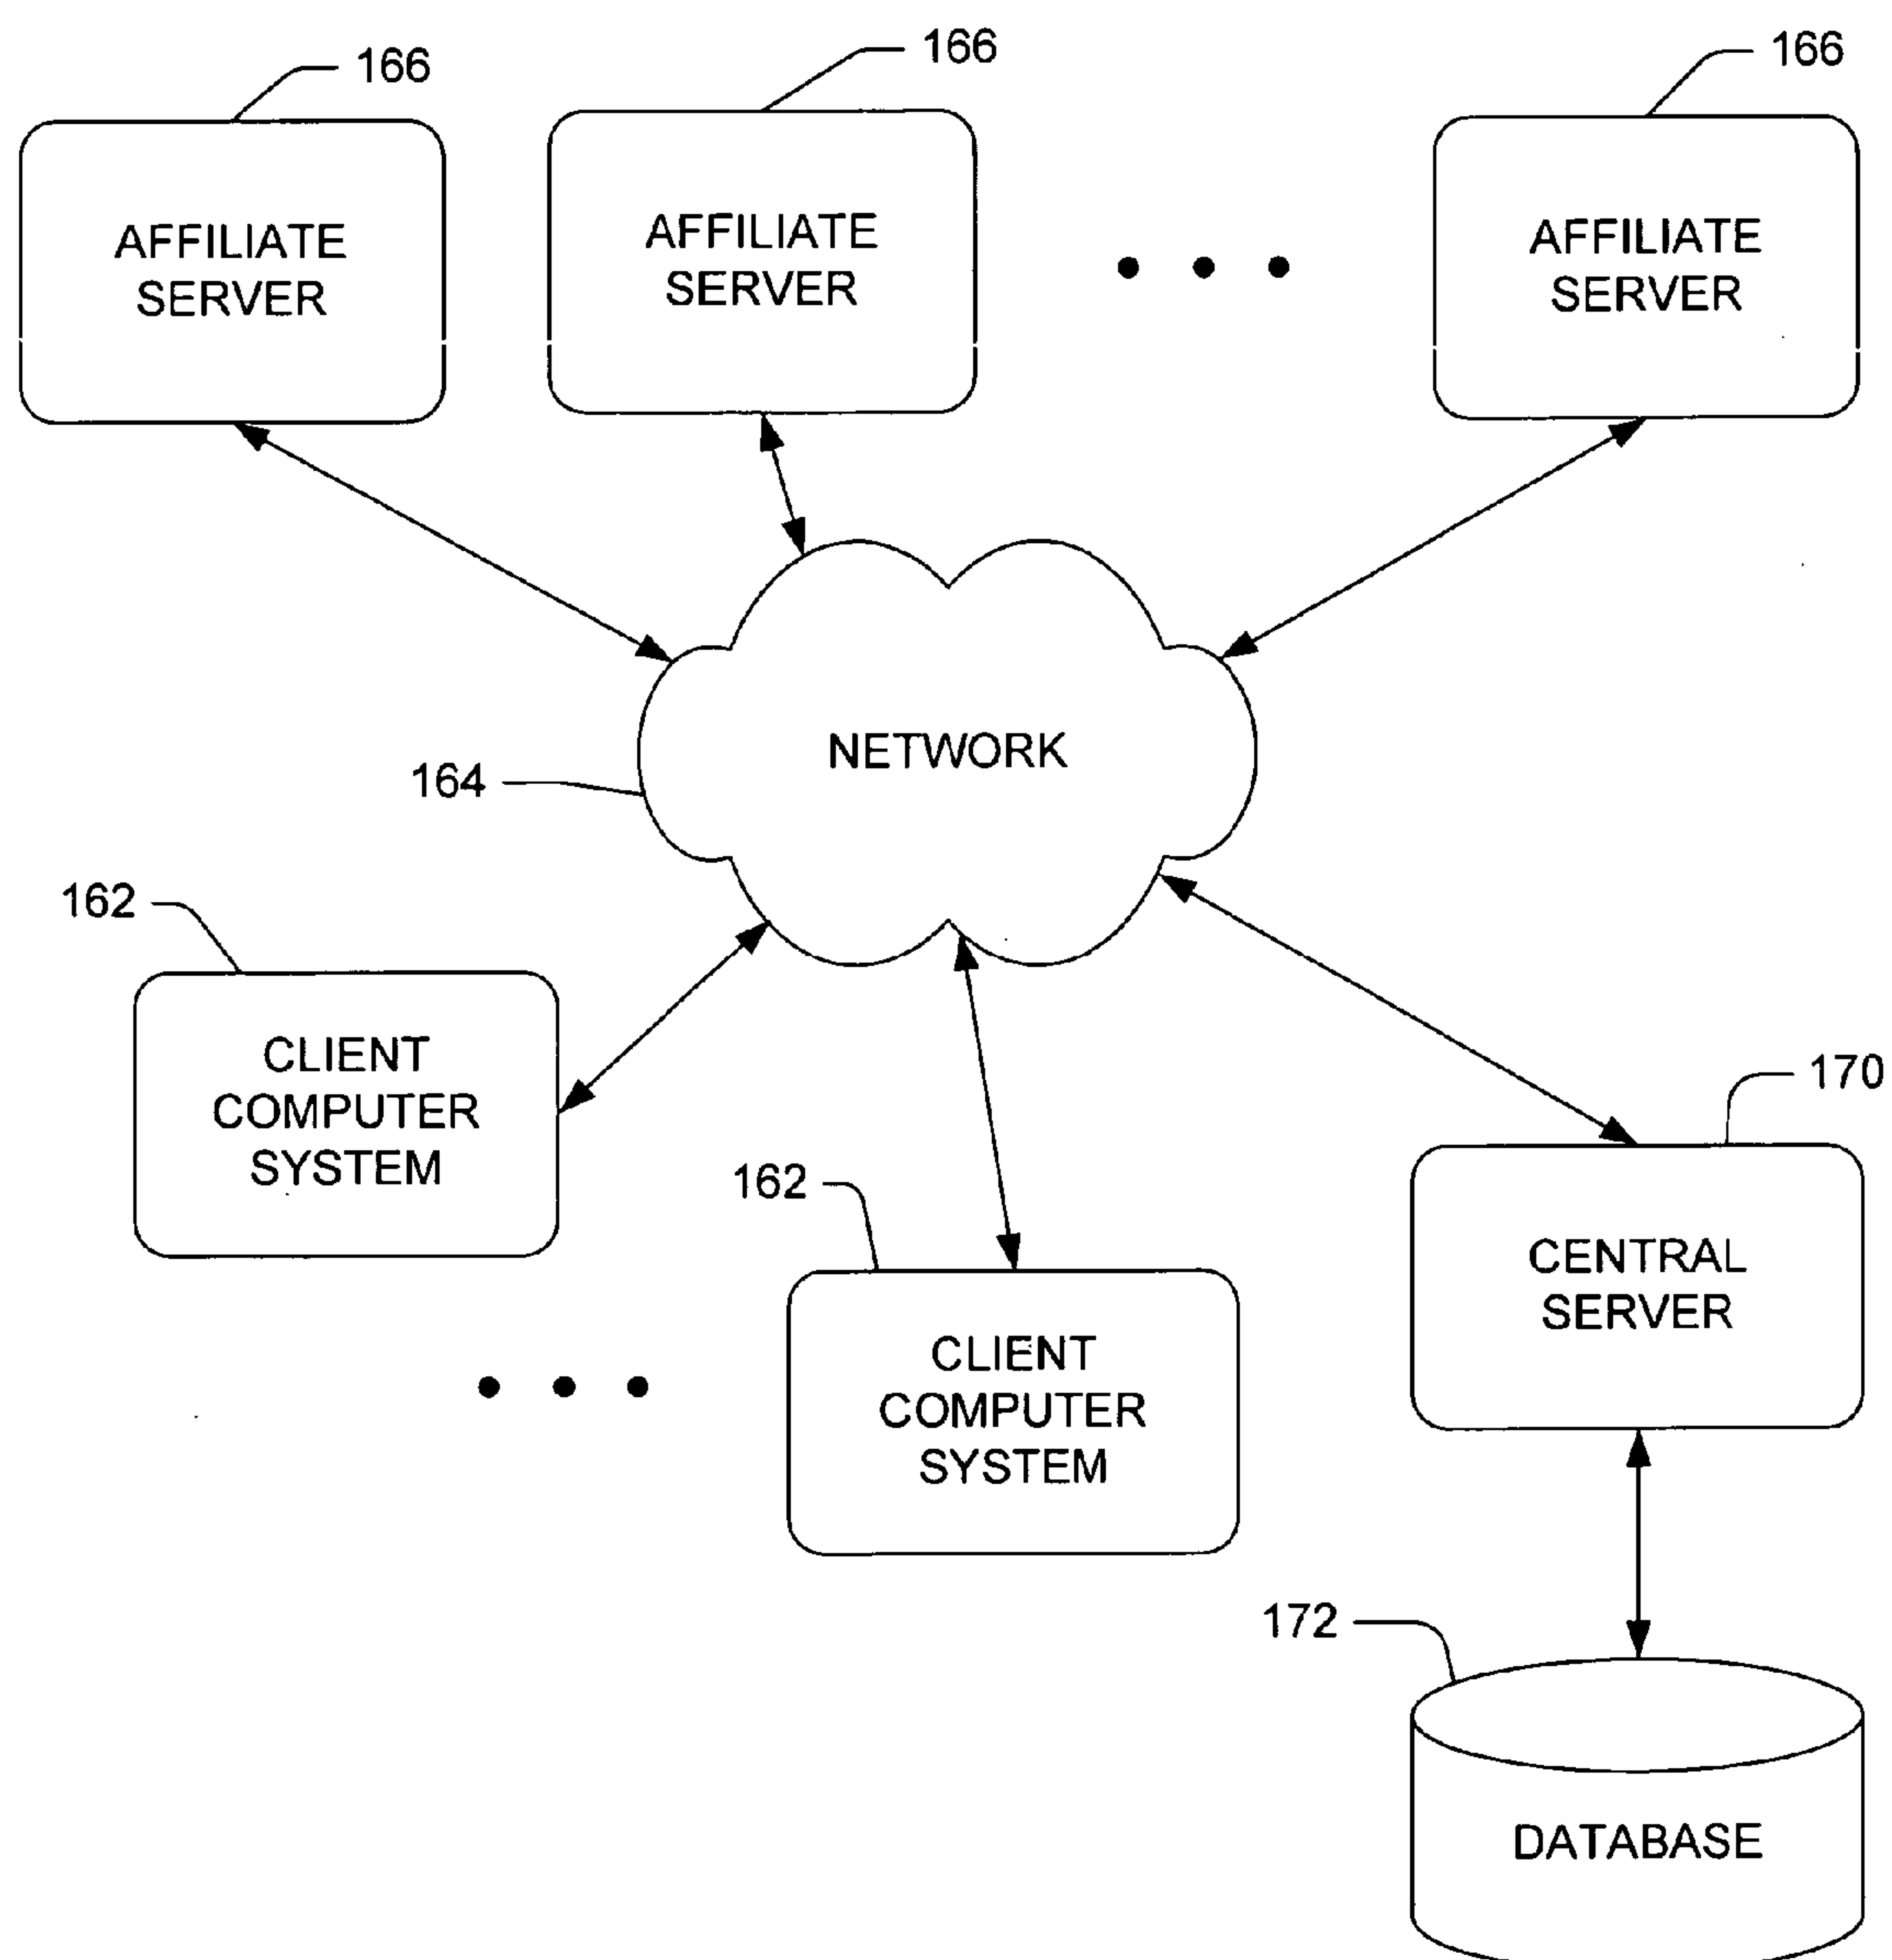 166
166
166
AFFILIATE
SERVER
AFFILIATE
SERVER
AFFILIATE
SERVER
NETWORK
164
162
CLIENT
COMPUTER
SYSTEM
170
162
CENTRAL
SERVER
CLIENT
COMPUTER
SYSTEM
172
DATABASE